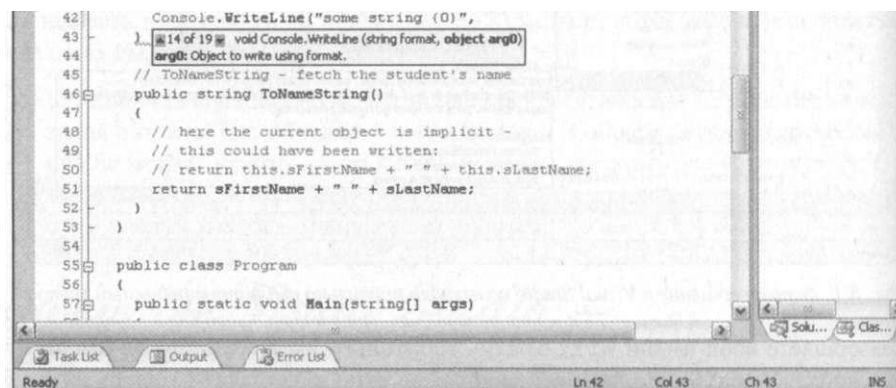 42 Console.WriteLine("some string {0}",
43 }
14 of 19 void Console.WriteLine (string format, object arg0)
arg0: Object to write using format.
45 // ToNameString - fetch the student's name
46 public string ToNameString()
47 {
48 // here the current object is implicit
49 // this could have been written:
50 // return this.sFirstName + " " + this.sLastName;
51 return sFirstName + " " + sLastName;
52 }
53 }
54
55 public class Program
56 {
57 public static void Main(string[] args)
Solu... Clas...
Task List Output Error List
Ready Ln 42 Col 43 Ch 43 INS